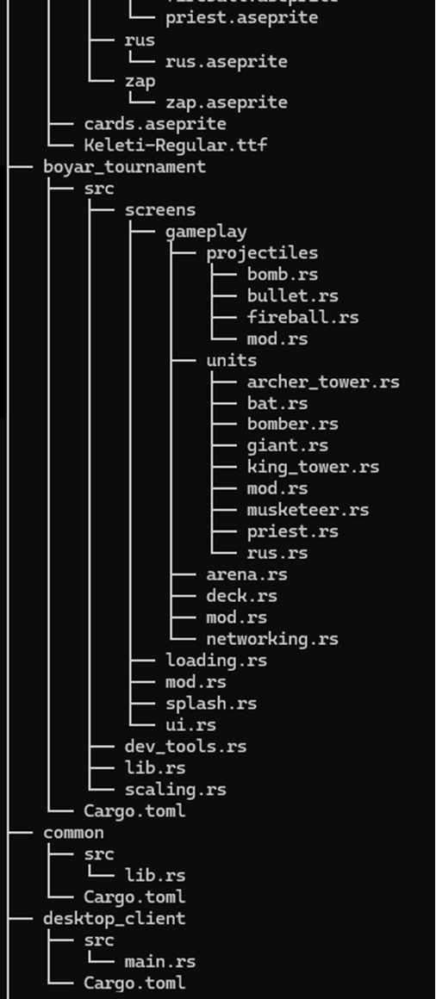 priest.aseprite
rus
rus.aseprite
zap
zap.aseprite
cards.aseprite
Keleti-Regular.ttf
boyar_tournament
src
screens
gameplay
projectiles
bomb.rs
bullet.rs
fireball.rs
mod.rs
units
archer_tower.rs
bat.rs
bomber.rs
giant.rs
king_tower.rs
mod.rs
musketeer.rs
priest.rs
rus.rs
arena.rs
deck.rs
mod.rs
networking.rs
loading.rs
mod.rs
splash.rs
ui.rs
dev_tools.rs
lib.rs
scaling.rs
Cargo.toml
common
src
lib.rs
Cargo.toml
desktop_client
src
main.rs
Cargo.toml